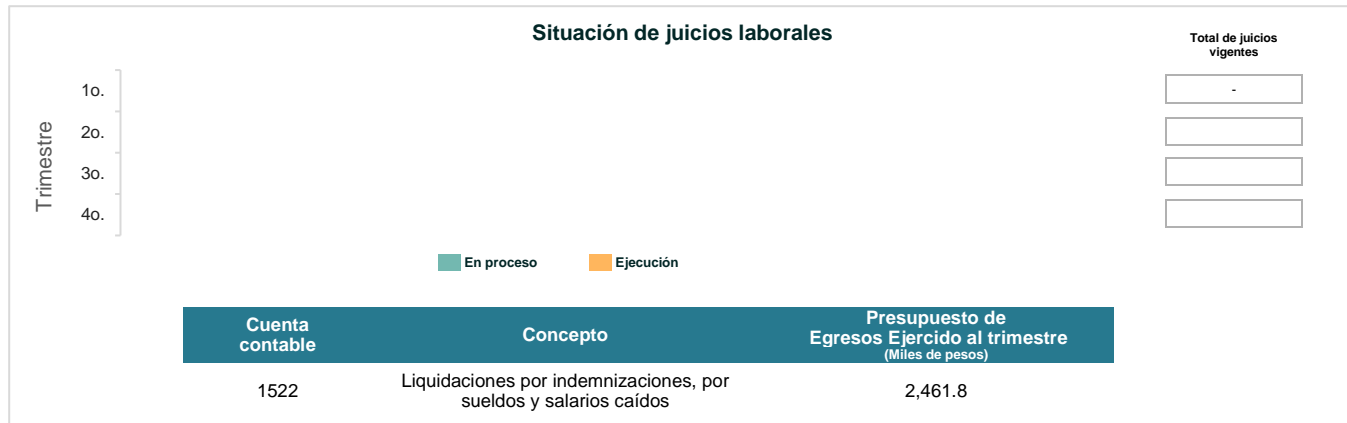 Situación de juicios laborales
Total de juicios
vigentes
Trimestre
1o.
-
2o.
3o.
4o.
En proceso
Ejecución
Cuenta
contable
Concepto
Presupuesto de
Egresos Ejercido al trimestre
(Miles de pesos)
1522
Liquidaciones por indemnizaciones, por
sueldos y salarios caídos
2,461.8